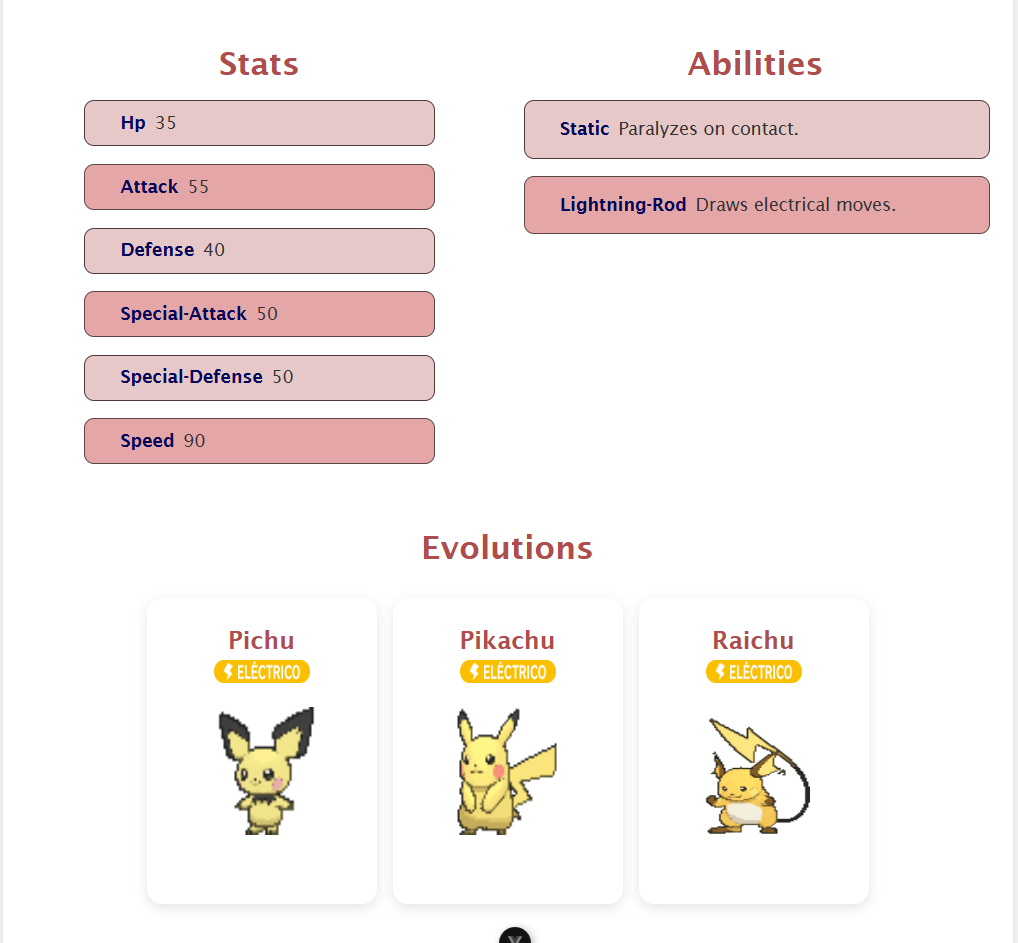 Stats
Hp 35
Attack 55
Defense 40
Special-Attack 50
Special-Defense 50
Speed 90
Abilities
Static Paralyzes on contact.
Lightning-Rod Draws electrical moves.
Evolutions
Pichu
ELÉCTRICO
Pikachu
ELÉCTRICO
Raichu
ELÉCTRICO